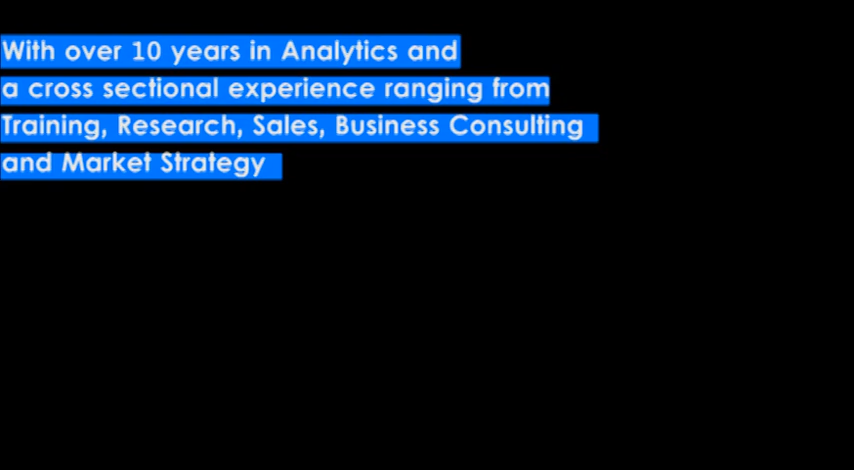 With over 10 years in Analytics and
a cross sectional experience ranging from
Training, Research, Sales, Business Consulting
and Market Strategy